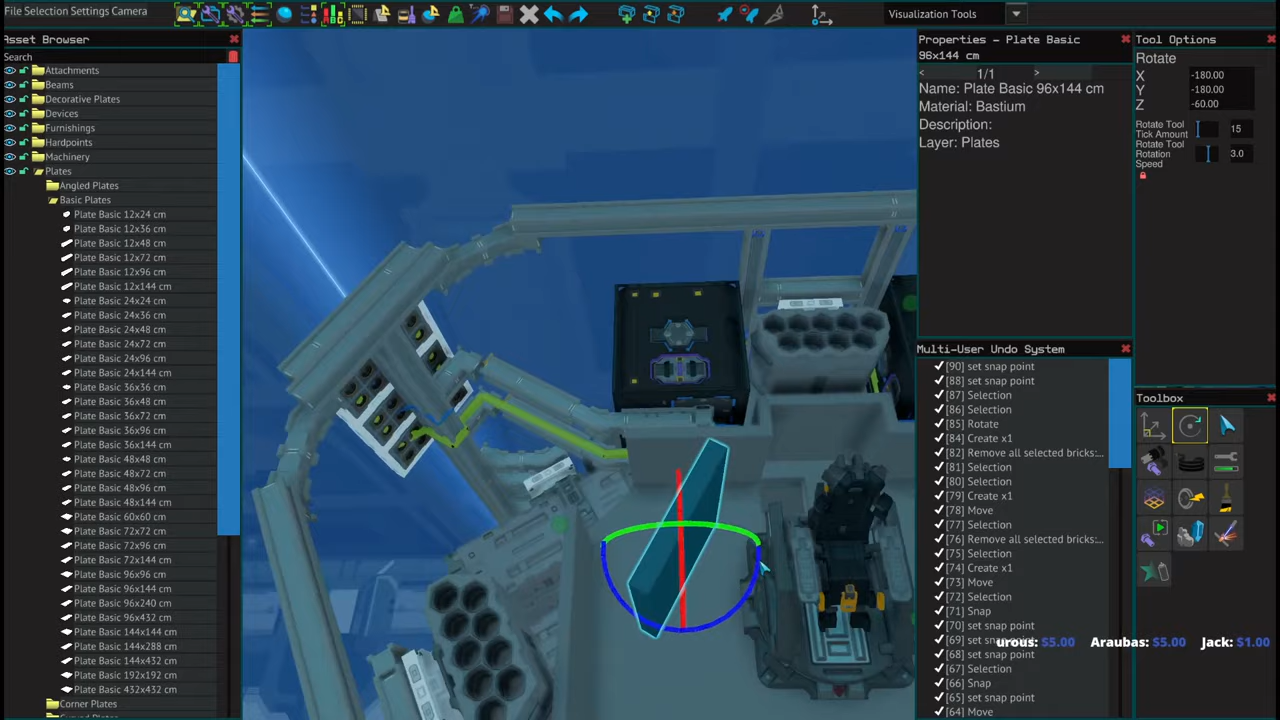 File Selection Settings Camera
Visualization Tools
Asset Browser
Search
Attachments
Beams
Decorative Plates
Devices
Furnishings
Hardpoints
Machinery
Plates
Angled Plates
Basic Plates
Plate Basic 12x24 cm
Plate Basic 12x36 cm
Plate Basic 12x48 cm
Plate Basic 12x72 cm
Plate Basic 12x96 cm
Plate Basic 12x144 cm
Plate Basic 24x24 cm
Plate Basic 24x36 cm
Plate Basic 24x48 cm
Plate Basic 24x72 cm
Plate Basic 24x96 cm
Plate Basic 24x144 cm
Plate Basic 36x36 cm
Plate Basic 36x48 cm
Plate Basic 36x72 cm
Plate Basic 36x96 cm
Plate Basic 36x144 cm
Plate Basic 48x48 cm
Plate Basic 48x72 cm
Plate Basic 48x96 cm
Plate Basic 48x144 cm
Plate Basic 60x60 cm
Plate Basic 72x72 cm
Plate Basic 72x96 cm
Plate Basic 72x144 cm
Plate Basic 96x96 cm
Plate Basic 96x144 cm
Plate Basic 96x240 cm
Plate Basic 96x432 cm
Plate Basic 144x144 cm
Plate Basic 144x288 cm
Plate Basic 144x432 cm
Plate Basic 192x192 cm
Plate Basic 432x432 cm
Corner Plates
Properties - Plate Basic
96x144 cm
< 1/1 >
Name: Plate Basic 96x144 cm
Material: Bastium
Description:
Layer: Plates
Tool Options
Rotate
X -180.00
Y -180.00
Z -60.00
Rotate Tool
Tick Amount 15
Rotate Tool
Rotation 3.0
Speed
Multi-User Undo System
[90] set snap point
[88] set snap point
[87] Selection
[86] Selection
[85] Rotate
[84] Create x1
[82] Remove all selected bricks:...
[81] Selection
[80] Selection
[79] Create x1
[78] Move
[77] Selection
[76] Remove all selected bricks:...
[75] Selection
[74] Create x1
[73] Move
[72] Selection
[71] Snap
[70] set snap point
[69] set snap point
[68] set snap point
[67] Selection
[66] Snap
[65] set snap point
[64] Move
Toolbox
urous: $5.00 Araubas: $5.00 Jack: $1.00